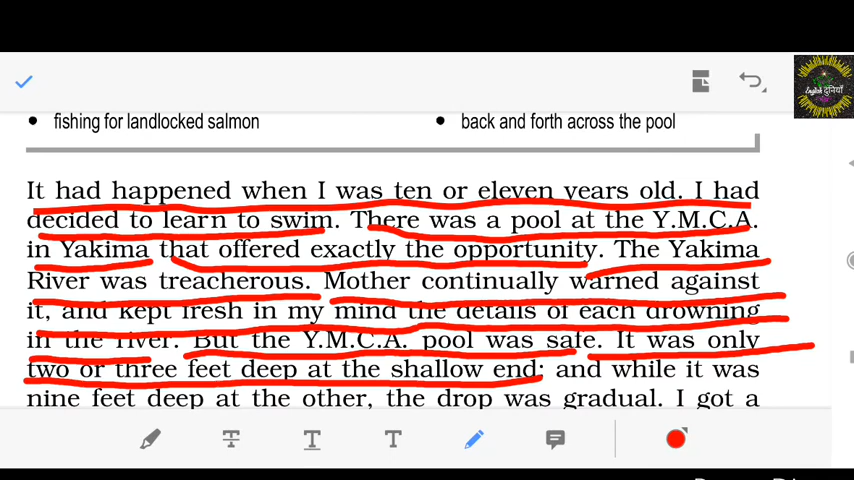 English दुनियाँ
• fishing for landlocked salmon • back and forth across the pool
It had happened when I was ten or eleven years old. I had
decided to learn to swim. There was a pool at the Y.M.C.A.
in Yakima that offered exactly the opportunity. The Yakima
River was treacherous. Mother continually warned against
it, and kept fresh in my mind the details of each drowning
in the river. But the Y.M.C.A. pool was safe. It was only
two or three feet deep at the shallow end; and while it was
nine feet deep at the other, the drop was gradual. I got a
T T T